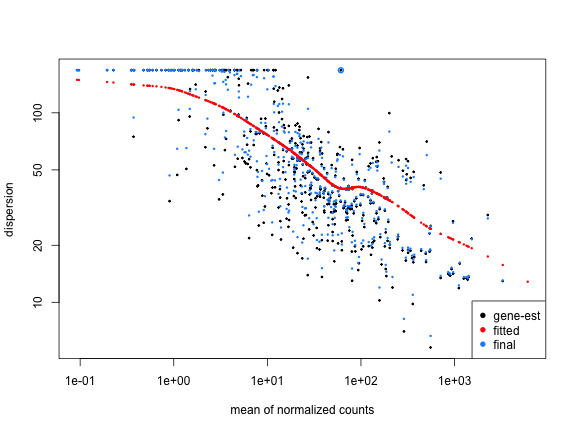 100
50
20
10
dispersion
1e-01 1e+00 1e+01 1e+02 1e+03
mean of normalized counts
gene-est
fitted
final